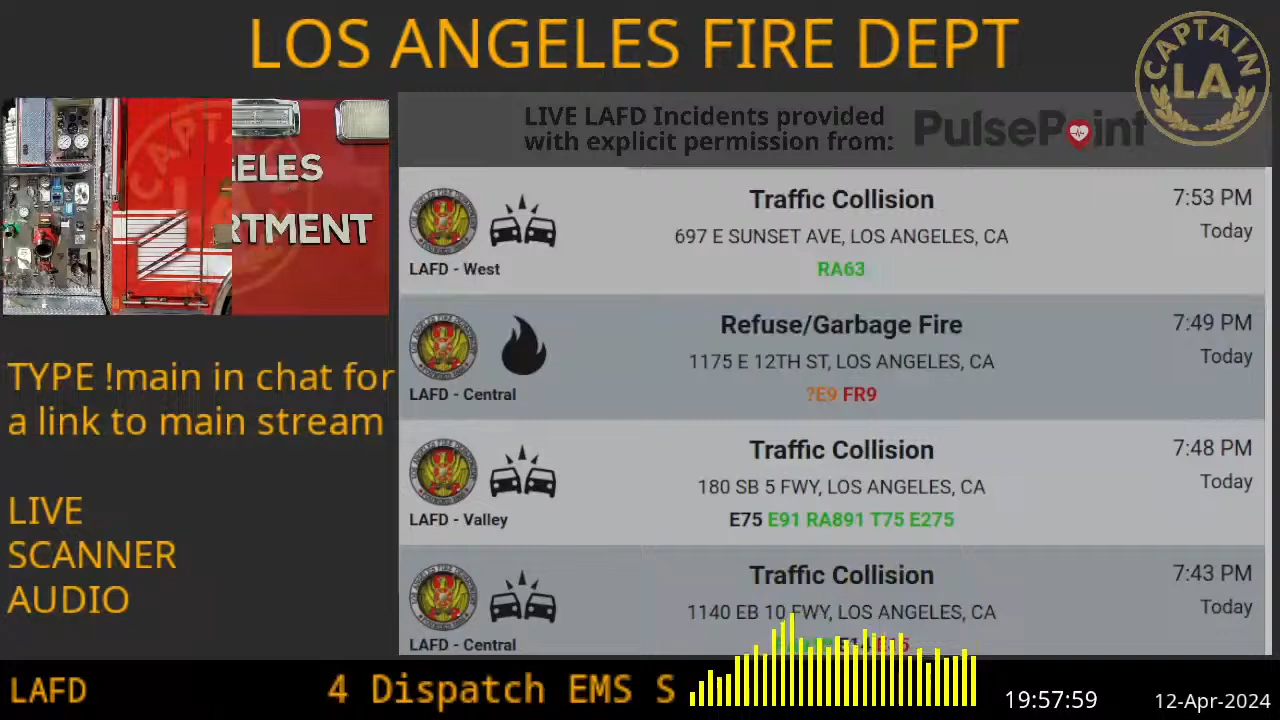 LOS ANGELES FIRE DEPT
CAPTAIN
LA
LIVE LAFD Incidents provided
with explicit permission from:
PulsePoint
ELES
RTMENT
Traffic Collision
7:53 PM
697 E SUNSET AVE, LOS ANGELES, CA
Today
LAFD - West
RA63
Refuse/Garbage Fire
7:49 PM
1175 E 12TH ST, LOS ANGELES, CA
Today
LAFD - Central
?E9 FR9
Traffic Collision
7:48 PM
180 SB 5 FWY, LOS ANGELES, CA
Today
LAFD - Valley
E75 E91 RA891 T75 E275
Traffic Collision
7:43 PM
1140 EB 10 FWY, LOS ANGELES, CA
Today
LAFD - Central
TYPE !main in chat for
a link to main stream
LIVE
SCANNER
AUDIO
LAFD
4 Dispatch EMS S
19:57:59
12-Apr-2024